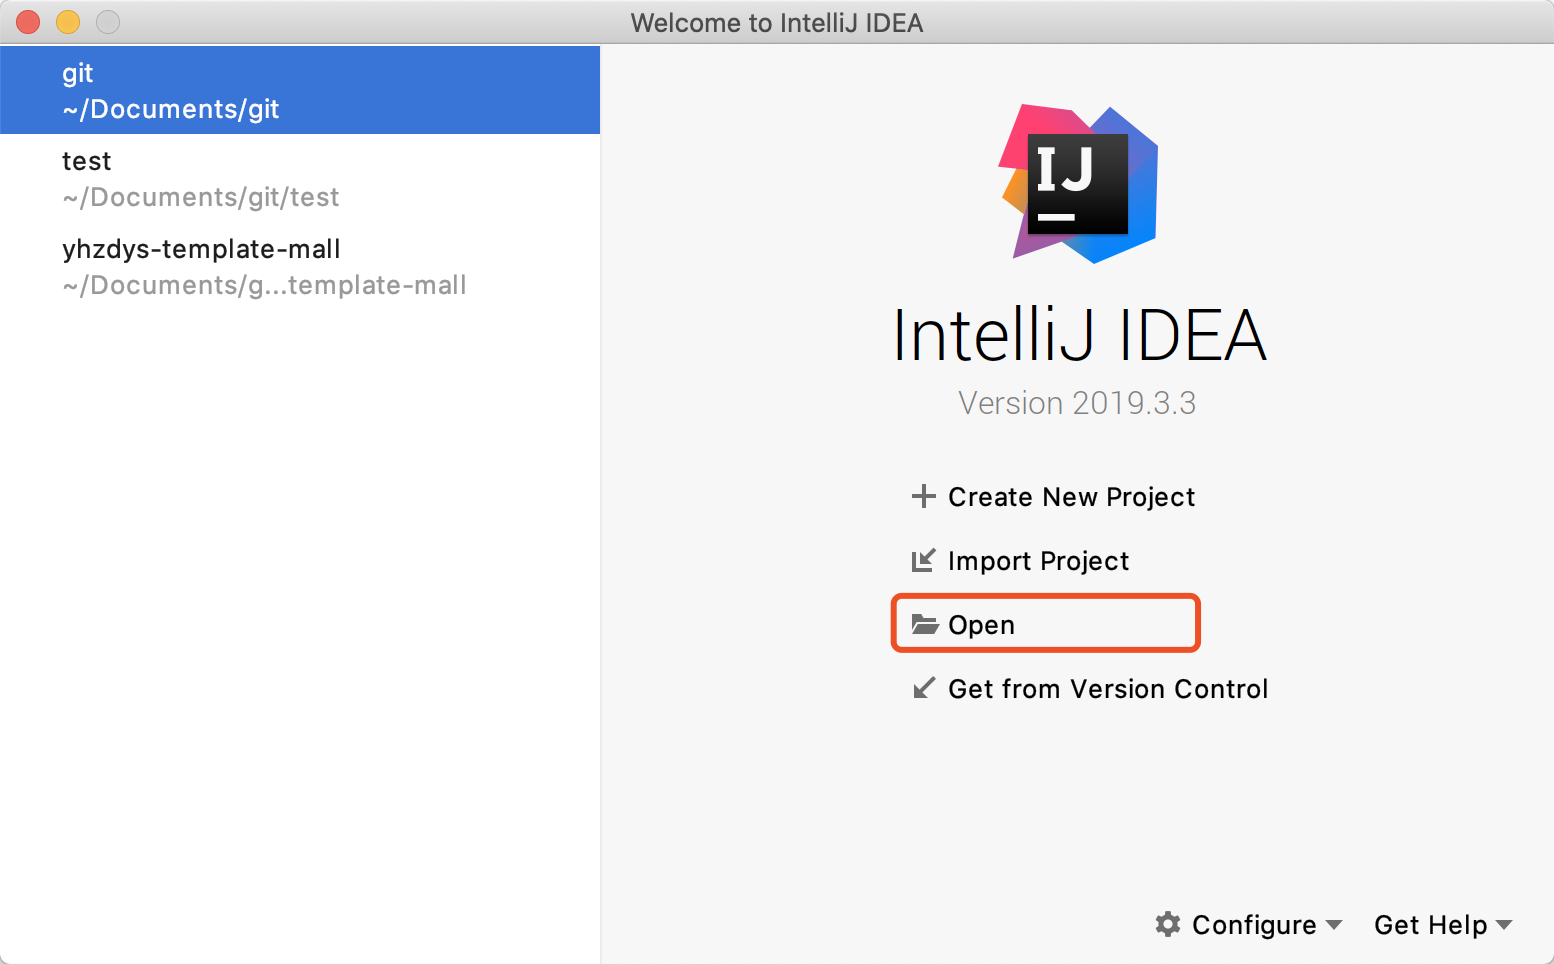 Welcome to IntelliJ IDEA
git
~/Documents/git
test
~/Documents/git/test
yhzdys-template-mall
~/Documents/g...template-mall
IJ
IntelliJ IDEA
Version 2019.3.3
Create New Project
Import Project
Open
Get from Version Control
Configure
Get Help